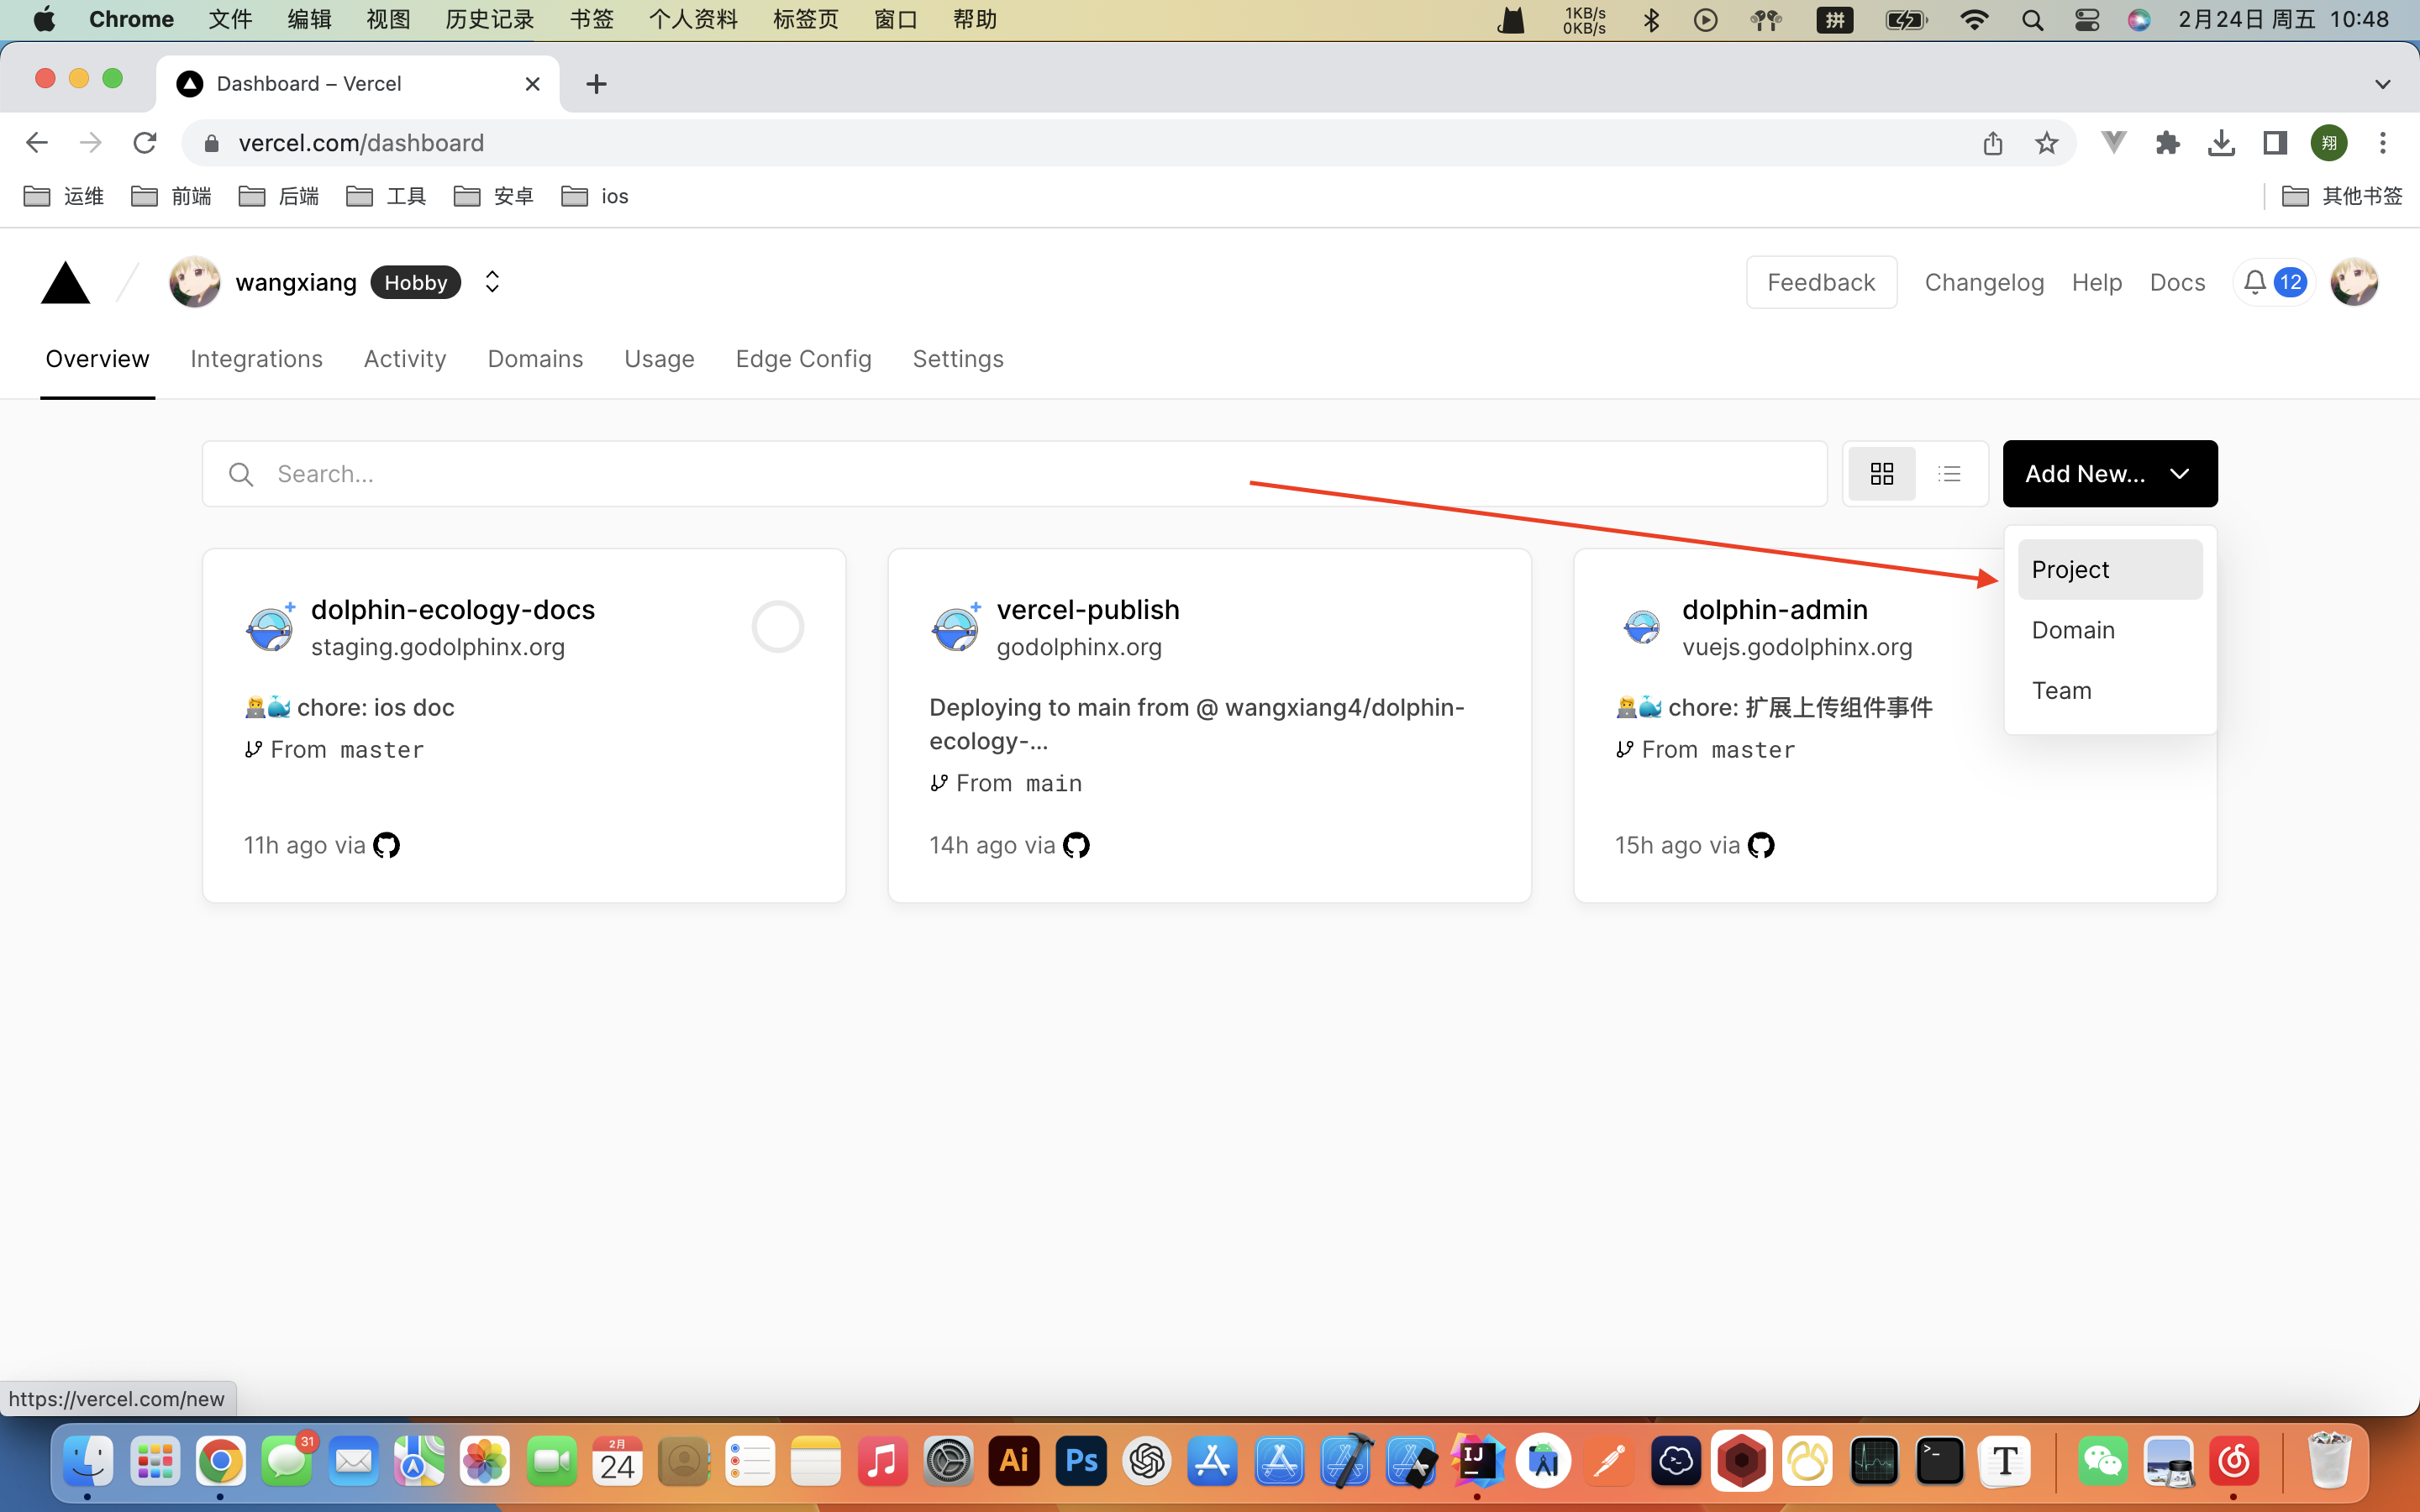 Chrome 文件 编辑 视图 历史记录 书签 个人资料 标签页 窗口 帮助
1KB/s
0KB/s
拼
2月24日 周五 10:48
Dashboard – Vercel
vercel.com/dashboard
翔
运维 前端 后端 工具 安卓 ios 其他书签
wangxiang Hobby
Feedback Changelog Help Docs 12
Overview Integrations Activity Domains Usage Edge Config Settings
Search...
Add New...
Project
Domain
Team
dolphin-ecology-docs
staging.godolphinx.org
chore: ios doc
From master
11h ago via
vercel-publish
godolphinx.org
Deploying to main from @ wangxiang4/dolphin-
ecology-...
From main
14h ago via
dolphin-admin
vuejs.godolphinx.org
chore: 扩展上传组件事件
From master
15h ago via
https://vercel.com/new
31
2月
24
Ai
Ps
IJ
T